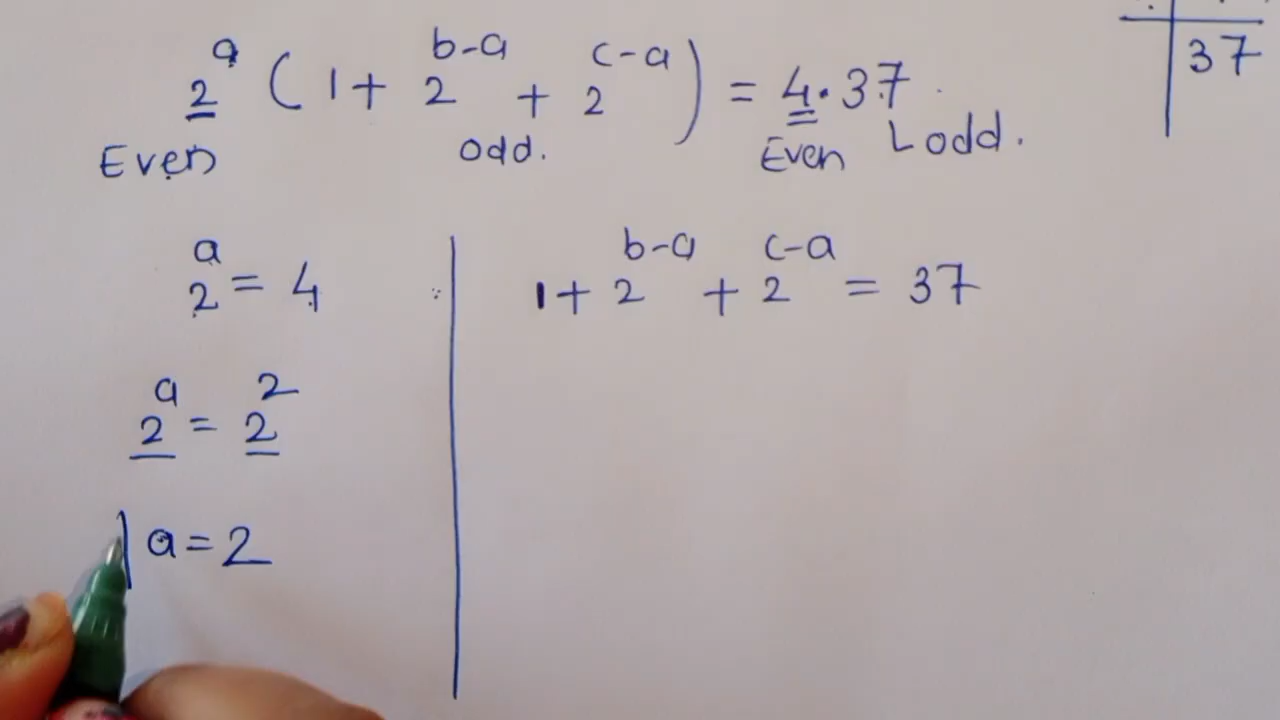 37
2^a (1 + 2^(b-a) + 2^(c-a)) = 4·37
Even odd. Even odd.
2^a = 4
1 + 2^(b-a) + 2^(c-a) = 37
2^a = 2^2
a = 2